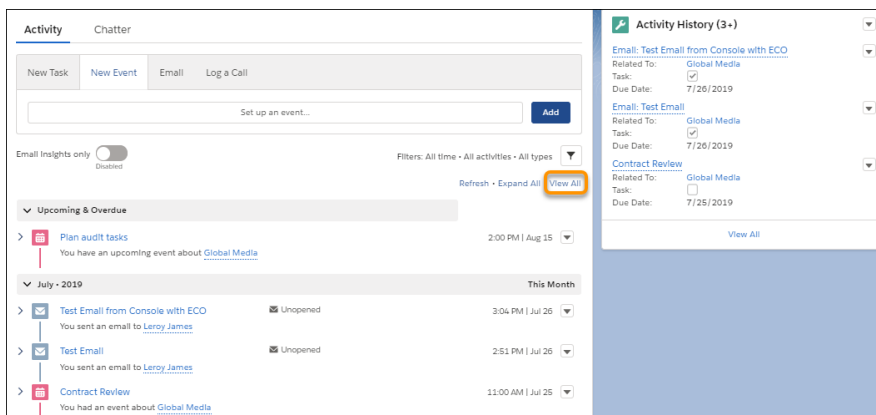 Activity Chatter
New Task New Event Email Log a Call
Set up an event... Add
Email Insights only
Disabled
Filters: All time • All activities • All types
Refresh • Expand All • View All
Upcoming & Overdue
Plan audit tasks 2:00 PM | Aug 15
You have an upcoming event about Global Media
July • 2019 This Month
Test Email from Console with ECO Unopened 3:04 PM | Jul 26
You sent an email to Leroy James
Test Email Unopened 2:51 PM | Jul 26
You sent an email to Leroy James
Contract Review 11:00 AM | Jul 25
You had an event about Global Media
Activity History (3+)
Email: Test Email from Console with ECO
Related To: Global Media
Task:
Due Date: 7/26/2019
Email: Test Email
Related To: Global Media
Task:
Due Date: 7/26/2019
Contract Review
Related To: Global Media
Task:
Due Date: 7/25/2019
View All